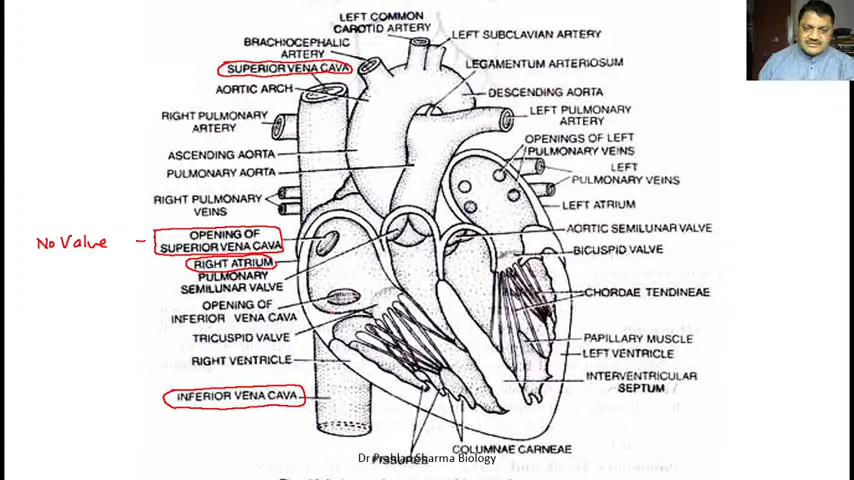 LEFT COMMON
CAROTID ARTERY
LEFT SUBCLAVIAN ARTERY
BRACHIOCEPHALIC
ARTERY
LEGAMENTUM ARTERIOSUM
SUPERIOR VENA CAVA
AORTIC ARCH
DESCENDING AORTA
RIGHT PULMONARY
ARTERY
LEFT PULMONARY
ARTERY
OPENINGS OF LEFT
PULMONARY VEINS
ASCENDING AORTA
PULMONARY AORTA
LEFT
PULMONARY VEINS
RIGHT PULMONARY
VEINS
LEFT ATRIUM
No Valve -
OPENING OF
SUPERIOR VENA CAVA
AORTIC SEMILUNAR VALVE
BICUSPID VALVE
RIGHT ATRIUM
PULMONARY
SEMILUNAR VALVE
CHORDAE TENDINEAE
OPENING OF
INFERIOR VENA CAVA
TRICUSPID VALVE
PAPILLARY MUSCLE
LEFT VENTRICLE
RIGHT VENTRICLE
INTERVENTRICULAR
SEPTUM
INFERIOR VENA CAVA
COLUMNAE CARNEAE
Dr Prahlad Sharma Biology